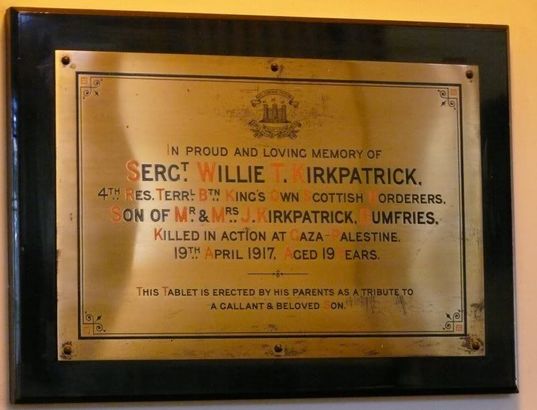 IN PROUD AND LOVING MEMORY OF
SERGT. WILLIE T. KIRKPATRICK,
4TH RES. TERRL. BTN. KING'S OWN SCOTTISH BORDERERS,
SON OF MR. & MRS. J. KIRKPATRICK, DUMFRIES.
KILLED IN ACTION AT GAZA-PALESTINE.
19TH APRIL 1917, AGED 19 YEARS.
THIS TABLET IS ERECTED BY HIS PARENTS AS A TRIBUTE TO
A GALLANT & BELOVED SON.